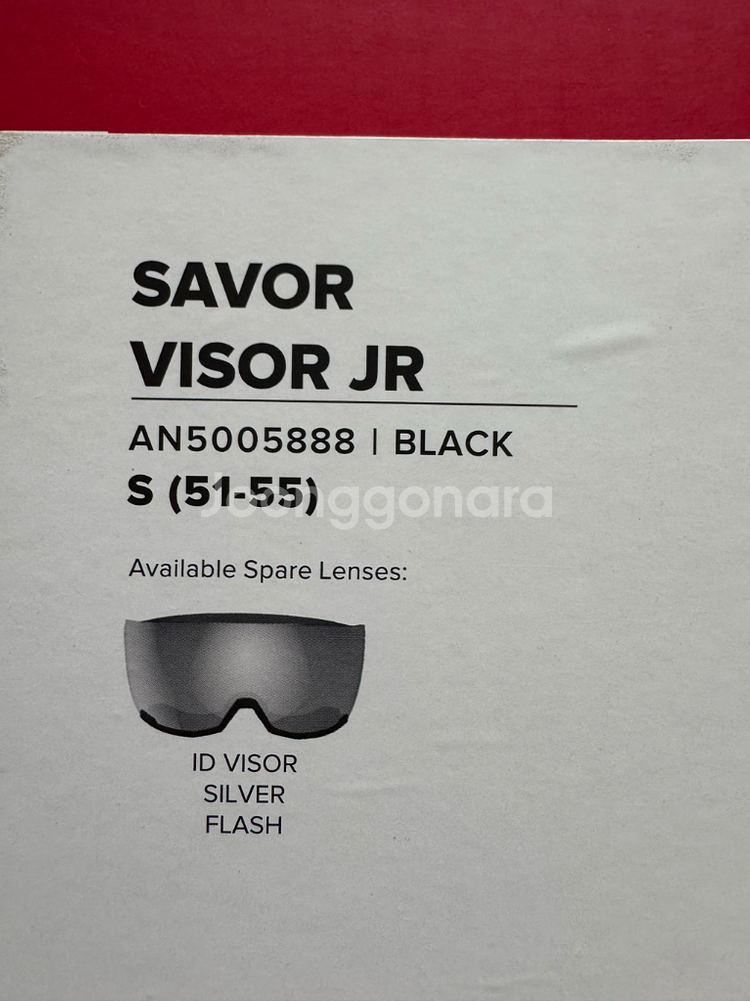 SAVOR
VISOR JR
AN5005888 | BLACK
S (51-55)
Joonggonara
Available Spare Lenses:
ID VISOR
SILVER
FLASH